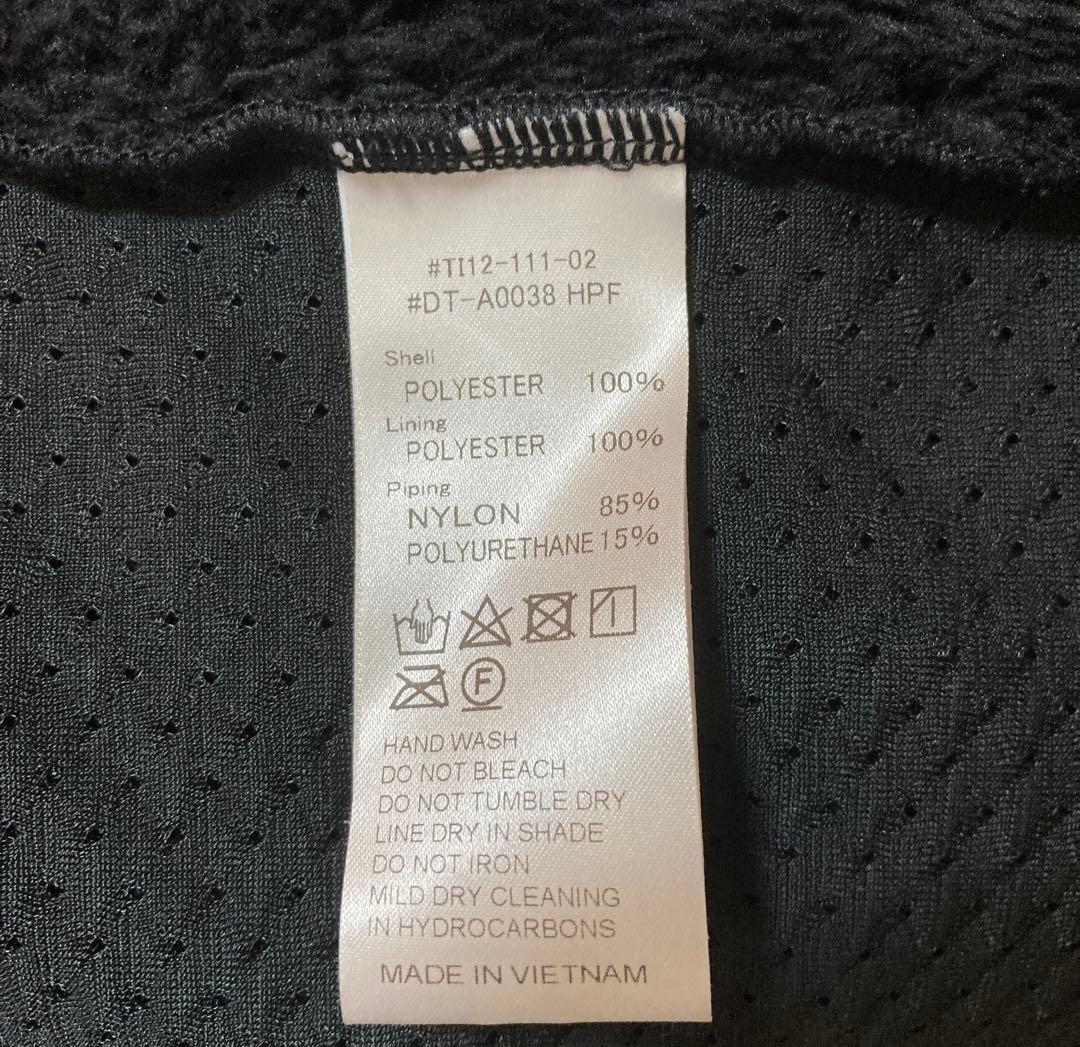 #TI12-111-02
#DT-A0038 HPF
Shell
POLYESTER 100%
Lining
POLYESTER 100%
Piping
NYLON 85%
POLYURETHANE 15%
F
HAND WASH
DO NOT BLEACH
DO NOT TUMBLE DRY
LINE DRY IN SHADE
DO NOT IRON
MILD DRY CLEANING
IN HYDROCARBONS
MADE IN VIETNAM